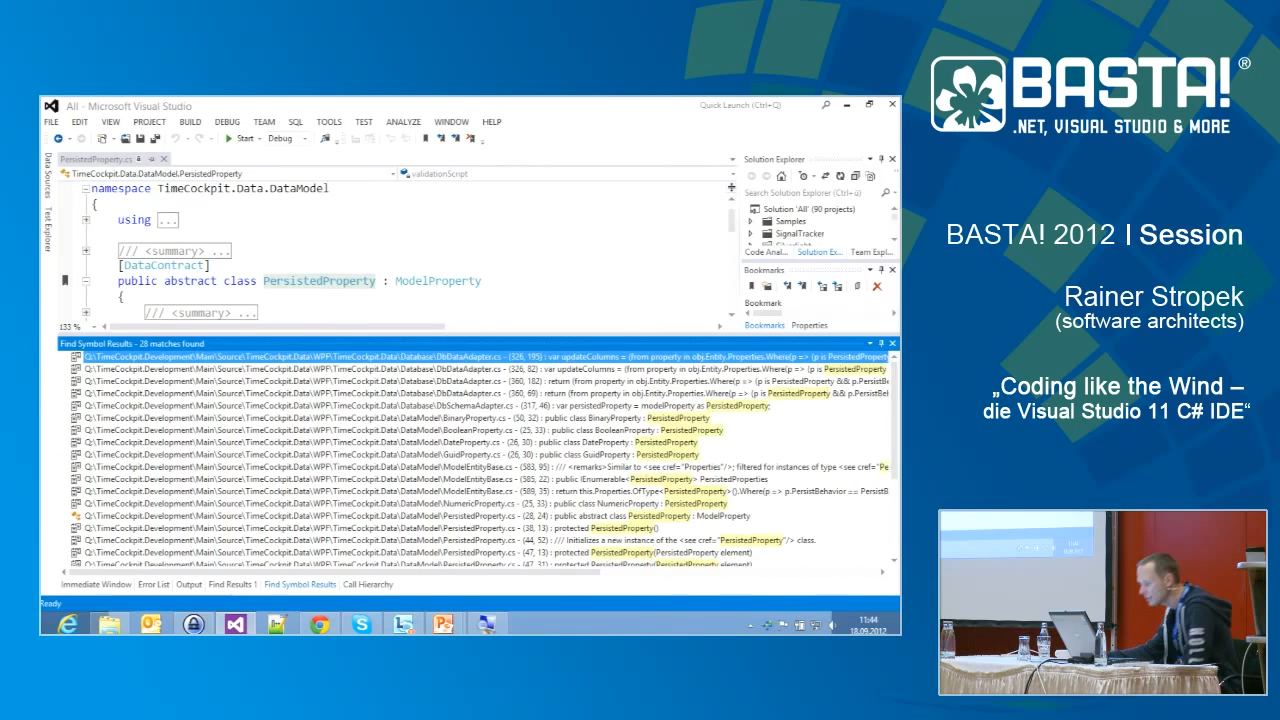 All - Microsoft Visual Studio
Quick Launch (Ctrl+Q)
FILE EDIT VIEW PROJECT BUILD DEBUG TEAM SQL TOOLS TEST ANALYZE WINDOW HELP
Start Debug
Data Sources
Test Explorer
PersistedProperty.cs
TimeCockpit.Data.DataModel.PersistedProperty
validationScript
namespace TimeCockpit.Data.DataModel
{
using ...
/// <summary> ...
[DataContract]
public abstract class PersistedProperty : ModelProperty
{
/// <summary> ...
133 %
Solution Explorer
Search Solution Explorer (Ctrl+ü)
Solution 'All' (90 projects)
Samples
SignalTracker
Code Anal... Solution Ex... Team Expl...
Bookmarks
Bookmark
Bookmarks Properties
Find Symbol Results - 28 matches found
Q:\TimeCockpit.Development\Main\Source\TimeCockpit.Data\WPF\TimeCockpit.Data\Database\DbDataAdapter.cs - (326, 195) : var updateColumns = (from property in obj.Entity.Properties.Where(p => (p is PersistedProperty
Q:\TimeCockpit.Development\Main\Source\TimeCockpit.Data\WPF\TimeCockpit.Data\Database\DbDataAdapter.cs - (326, 82) : var updateColumns = (from property in obj.Entity.Properties.Where(p => (p is PersistedProperty
Q:\TimeCockpit.Development\Main\Source\TimeCockpit.Data\WPF\TimeCockpit.Data\Database\DbDataAdapter.cs - (360, 182) : return (from property in obj.Entity.Properties.Where(p => (p is PersistedProperty && p.PersistBe
Q:\TimeCockpit.Development\Main\Source\TimeCockpit.Data\WPF\TimeCockpit.Data\Database\DbDataAdapter.cs - (360, 69) : return (from property in obj.Entity.Properties.Where(p => (p is PersistedProperty && p.PersistBeh
Q:\TimeCockpit.Development\Main\Source\TimeCockpit.Data\WPF\TimeCockpit.Data\Database\DbSchemaAdapter.cs - (317, 46) : var persistedProperty = modelProperty as PersistedProperty;
Q:\TimeCockpit.Development\Main\Source\TimeCockpit.Data\WPF\TimeCockpit.Data\DataModel\BinaryProperty.cs - (50, 32) : public class BinaryProperty : PersistedProperty
Q:\TimeCockpit.Development\Main\Source\TimeCockpit.Data\WPF\TimeCockpit.Data\DataModel\BooleanProperty.cs - (25, 33) : public class BooleanProperty : PersistedProperty
Q:\TimeCockpit.Development\Main\Source\TimeCockpit.Data\WPF\TimeCockpit.Data\DataModel\DateProperty.cs - (26, 30) : public class DateProperty : PersistedProperty
Q:\TimeCockpit.Development\Main\Source\TimeCockpit.Data\WPF\TimeCockpit.Data\DataModel\GuidProperty.cs - (26, 30) : public class GuidProperty : PersistedProperty
Q:\TimeCockpit.Development\Main\Source\TimeCockpit.Data\WPF\TimeCockpit.Data\DataModel\ModelEntityBase.cs - (583, 95) : /// <remarks>Similar to <see cref="Properties"/>; filtered for instances of type <see cref="Pe
Q:\TimeCockpit.Development\Main\Source\TimeCockpit.Data\WPF\TimeCockpit.Data\DataModel\ModelEntityBase.cs - (585, 22) : public IEnumerable<PersistedProperty> PersistedProperties
Q:\TimeCockpit.Development\Main\Source\TimeCockpit.Data\WPF\TimeCockpit.Data\DataModel\ModelEntityBase.cs - (589, 35) : return this.Properties.OfType<PersistedProperty>().Where(p => p.PersistBehavior == PersistB
Q:\TimeCockpit.Development\Main\Source\TimeCockpit.Data\WPF\TimeCockpit.Data\DataModel\NumericProperty.cs - (25, 33) : public class NumericProperty : PersistedProperty
Q:\TimeCockpit.Development\Main\Source\TimeCockpit.Data\WPF\TimeCockpit.Data\DataModel\PersistedProperty.cs - (28, 24) : public abstract class PersistedProperty : ModelProperty
Q:\TimeCockpit.Development\Main\Source\TimeCockpit.Data\WPF\TimeCockpit.Data\DataModel\PersistedProperty.cs - (38, 13) : protected PersistedProperty()
Q:\TimeCockpit.Development\Main\Source\TimeCockpit.Data\WPF\TimeCockpit.Data\DataModel\PersistedProperty.cs - (44, 52) : /// Initializes a new instance of the <see cref="PersistedProperty"/> class.
Q:\TimeCockpit.Development\Main\Source\TimeCockpit.Data\WPF\TimeCockpit.Data\DataModel\PersistedProperty.cs - (47, 13) : protected PersistedProperty(PersistedProperty element)
Q:\TimeCockpit.Development\Main\Source\TimeCockpit.Data\WPF\TimeCockpit.Data\DataModel\PersistedProperty.cs - (47, 31) : protected PersistedProperty(PersistedProperty element)
Immediate Window Error List Output Find Results 1 Find Symbol Results Call Hierarchy
Ready
11:44
18.09.2012
BASTA!®
.NET, VISUAL STUDIO & MORE
BASTA! 2012 I Session
Rainer Stropek
(software architects)
„Coding like the Wind –
die Visual Studio 11 C# IDE“